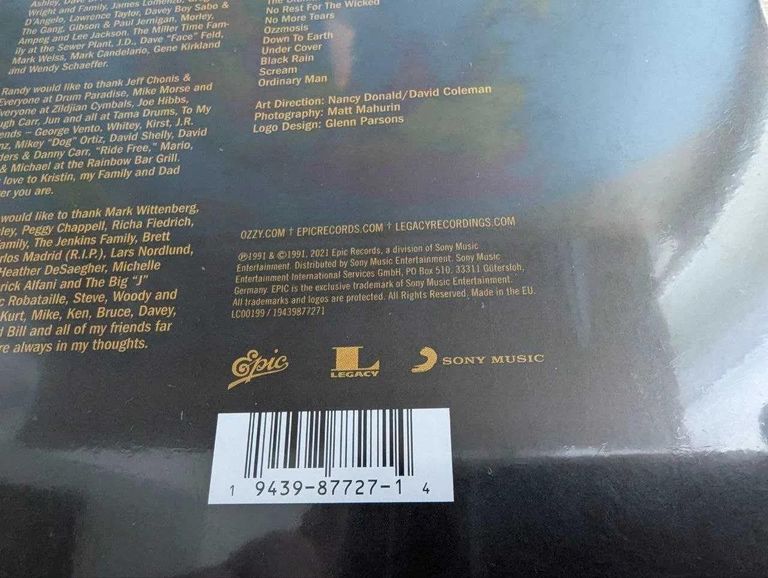 Wright and Family, James Lomenzo,
D'Angelo, Lawrence Taylor, Davey Boy Sabo &
The Gang, Gibson & Paul Jernigan, Morley,
Ampeg and Lee Jackson. The Miller Time Fam-
ily at the Sewer Plant, J.D., Dave "Face" Feld,
Mark Weiss, Mark Candelario, Gene Kirkland
and Wendy Schaeffer.
Randy would like to thank Jeff Chonis &
Everyone at Drum Paradise, Mike Morse and
veryone at Zildjian Cymbals, Joe Hibbs,
ugh Carr, Jun and all at Tama Drums, To My
ends – George Vento, Whitey, Kirst, J.R.
nz, Mikey "Dog" Ortiz, David Shelly, David
ders & Danny Carr, "Ride Free," Mario,
& Michael at the Rainbow Bar Grill.
love to Kristin, my Family and Dad
er you are.
would like to thank Mark Wittenberg,
ley, Peggy Chappell, Richa Fiedrich,
amily, The Jenkins Family, Brett
rlos Madrid (R.I.P.), Lars Nordlund,
Heather DeSaegher, Michelle
rick Alfani and The Big "J"
c Robataille, Steve, Woody and
Kurt, Mike, Ken, Bruce, Davey,
d Bill and all of my friends far
re always in my thoughts.
No Rest For The Wicked
No More Tears
Ozzmosis
Down To Earth
Under Cover
Black Rain
Scream
Ordinary Man
Art Direction: Nancy Donald/David Coleman
Photography: Matt Mahurin
Logo Design: Glenn Parsons
OZZY.COM † EPICRECORDS.COM † LEGACYRECORDINGS.COM
℗1991 & ©1991, 2021 Epic Records, a division of Sony Music
Entertainment. Distributed by Sony Music Entertainment. Sony Music
Entertainment International Services GmbH, PO Box 510, 33311 Gütersloh,
Germany. EPIC is the exclusive trademark of Sony Music Entertainment.
All trademarks and logos are protected. All Rights Reserved. Made in the EU.
LC00199 / 19439877271
Epic
L
LEGACY
SONY MUSIC
1 9439-87727-1 4